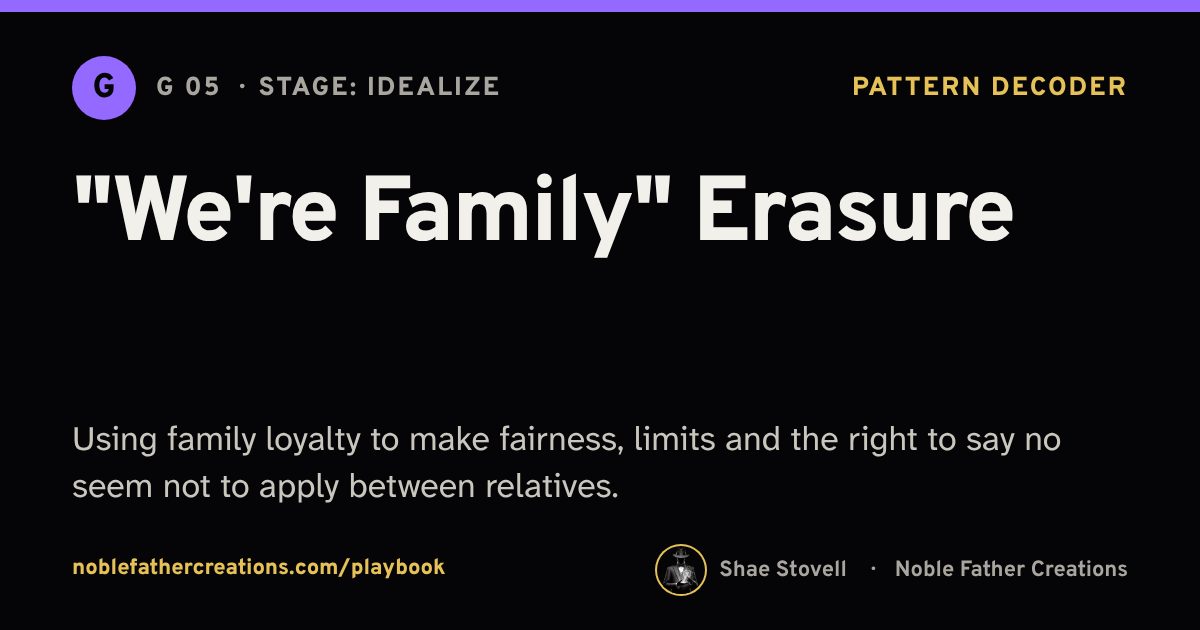 G
G 05 · STAGE: IDEALIZE
PATTERN DECODER
"We're Family" Erasure
Using family loyalty to make fairness, limits and the right to say no
seem not to apply between relatives.
noblefathercreations.com/playbook
Shae Stovell · Noble Father Creations